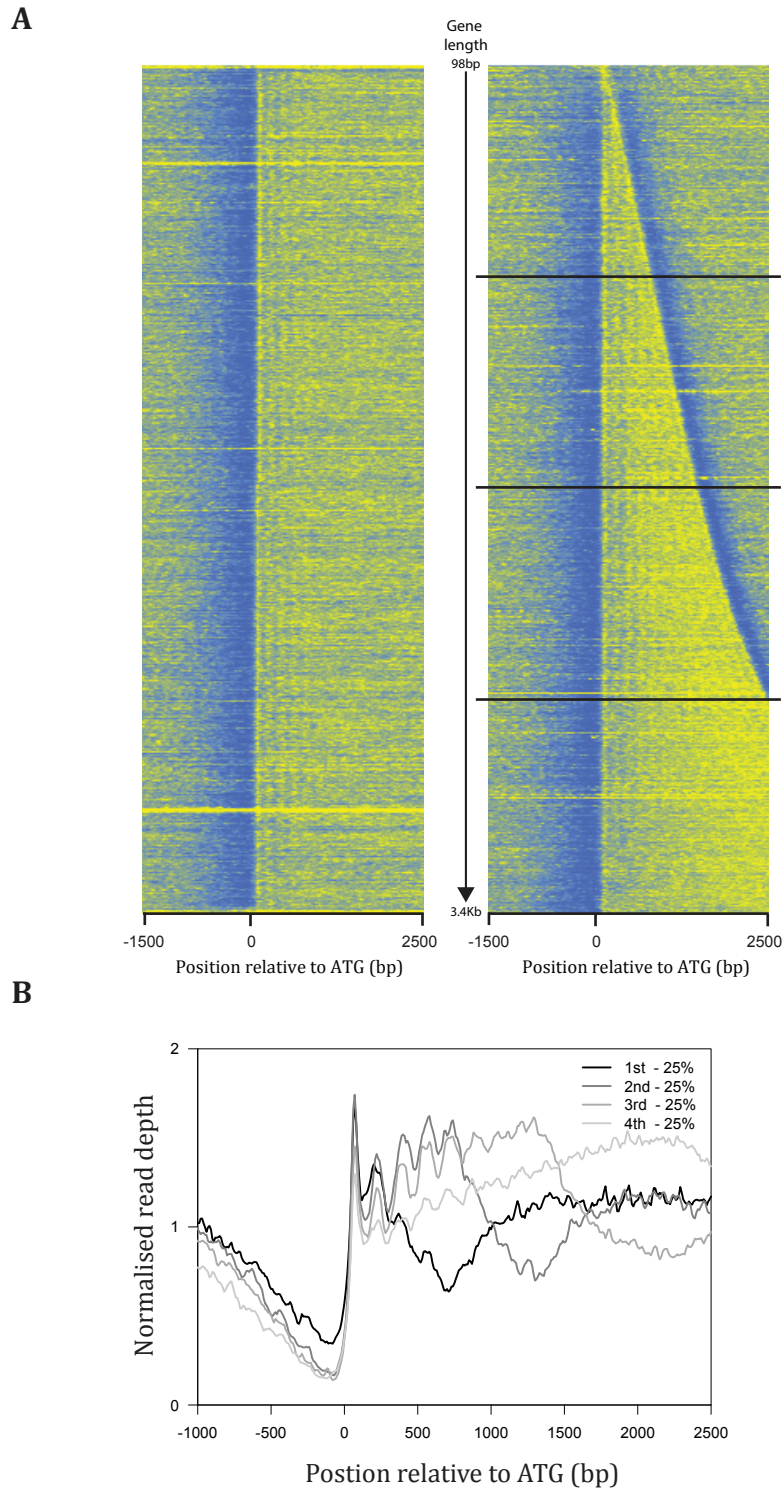 A
Gene
length
98bp
3.4Kb
-1500 0 2500
-1500 0 2500
Position relative to ATG (bp)
Position relative to ATG (bp)
B
2
1
0
Normalised read depth
1st - 25%
2nd - 25%
3rd - 25%
4th - 25%
-1000 -500 0 500 1000 1500 2000 2500
Postion relative to ATG (bp)